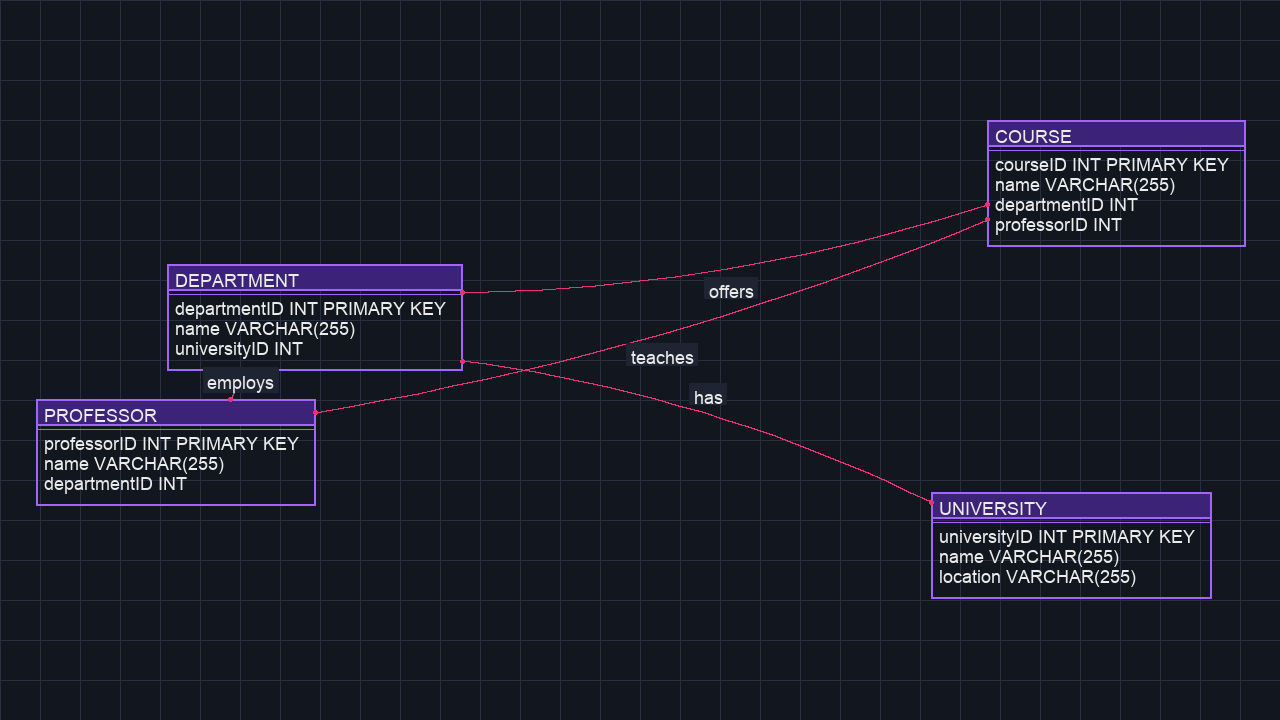 COURSE
courseID INT PRIMARY KEY
name VARCHAR(255)
departmentID INT
professorID INT
DEPARTMENT
departmentID INT PRIMARY KEY
name VARCHAR(255)
universityID INT
offers
teaches
employs
has
PROFESSOR
professorID INT PRIMARY KEY
name VARCHAR(255)
departmentID INT
UNIVERSITY
universityID INT PRIMARY KEY
name VARCHAR(255)
location VARCHAR(255)